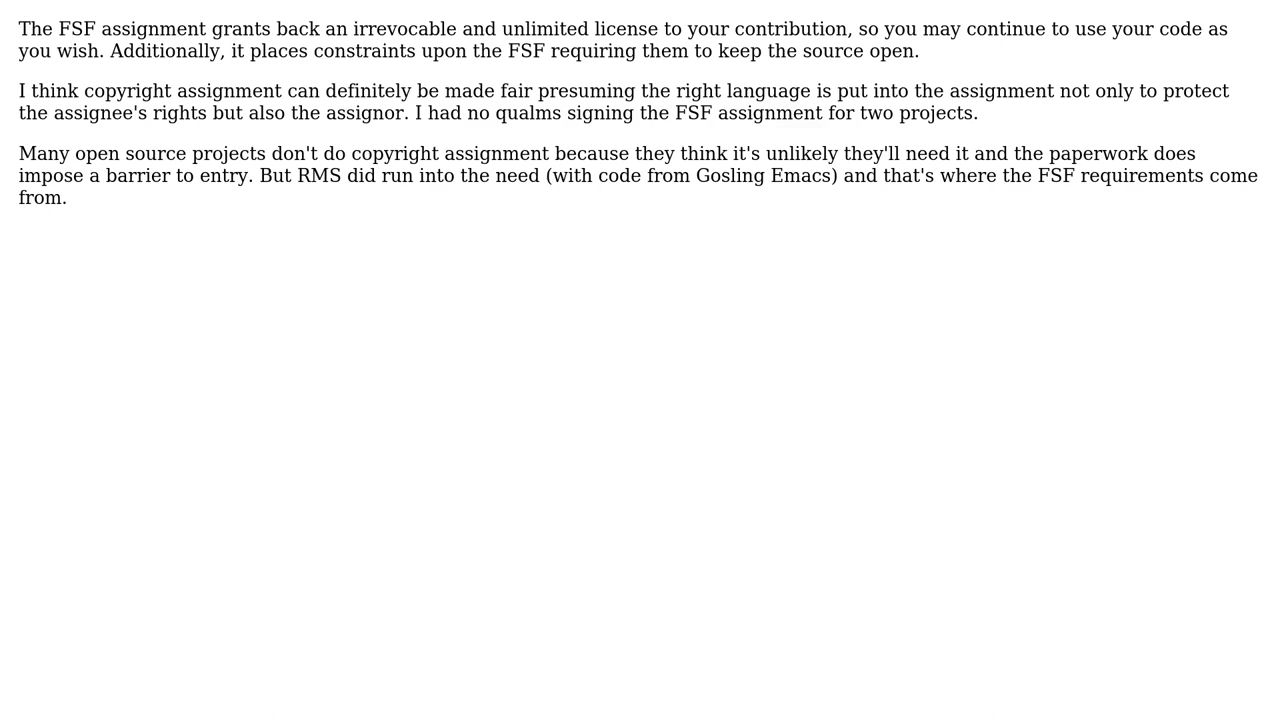 The FSF assignment grants back an irrevocable and unlimited license to your contribution, so you may continue to use your code as
you wish. Additionally, it places constraints upon the FSF requiring them to keep the source open.
I think copyright assignment can definitely be made fair presuming the right language is put into the assignment not only to protect
the assignee's rights but also the assignor. I had no qualms signing the FSF assignment for two projects.
Many open source projects don't do copyright assignment because they think it's unlikely they'll need it and the paperwork does
impose a barrier to entry. But RMS did run into the need (with code from Gosling Emacs) and that's where the FSF requirements come
from.